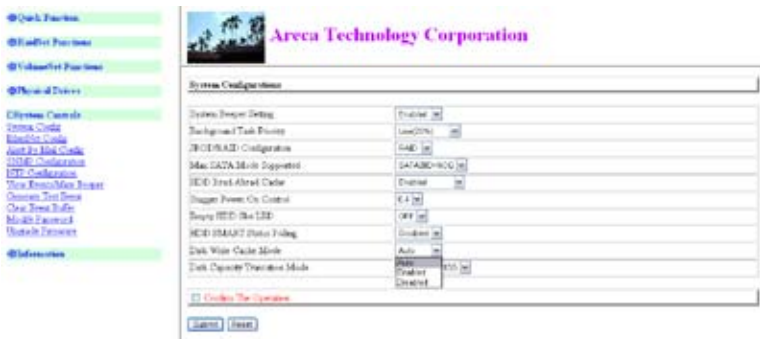 Quick Function
RaidSet Functions
VolumeSet Functions
Physical Drives
System Controls
System Config
EtherNet Config
Alert By Mail Config
SNMP Configuration
NTP Configuration
View Events/Mute Beeper
Generate Test Event
Clear Event Buffer
Modify Password
Upgrade Firmware
Information
Areca Technology Corporation
System Configurations
System Beeper Setting Enabled
Background Task Priority Low(20%)
JBOD/RAID Configuration RAID
Max SATA Mode Supported SATA300+NCQ
HDD Read Ahead Cache Enabled
Stagger Power On Control 0.4
Empty HDD Slot LED OFF
HDD SMART Status Polling
Disk Write Cache Mode Auto
Auto
Enabled
Disabled
Disk Capacity Truncation Mode
Confirm The Operation
Submit Reset